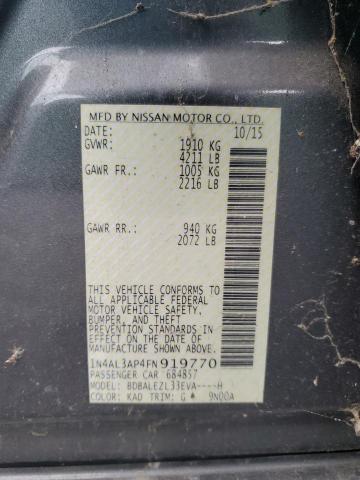 MFD BY NISSAN MOTOR CO., LTD.
DATE: 10/15
GVWR: 1910 KG
4211 LB
GAWR FR.: 1005 KG
2216 LB
GAWR RR.: 940 KG
2072 LB
THIS VEHICLE CONFORMS TO
ALL APPLICABLE FEDERAL
MOTOR VEHICLE SAFETY,
BUMPER, AND THEFT
PREVENTION STANDARDS
IN EFFECT ON THE DATE OF
MANUFACTURE SHOWN ABOVE.
1N4AL3AP4FN919770
PASSENGER CAR 684857
MODEL: BDBALEZL33EVA----H
COLOR: KAD TRIM: G * 9N00A